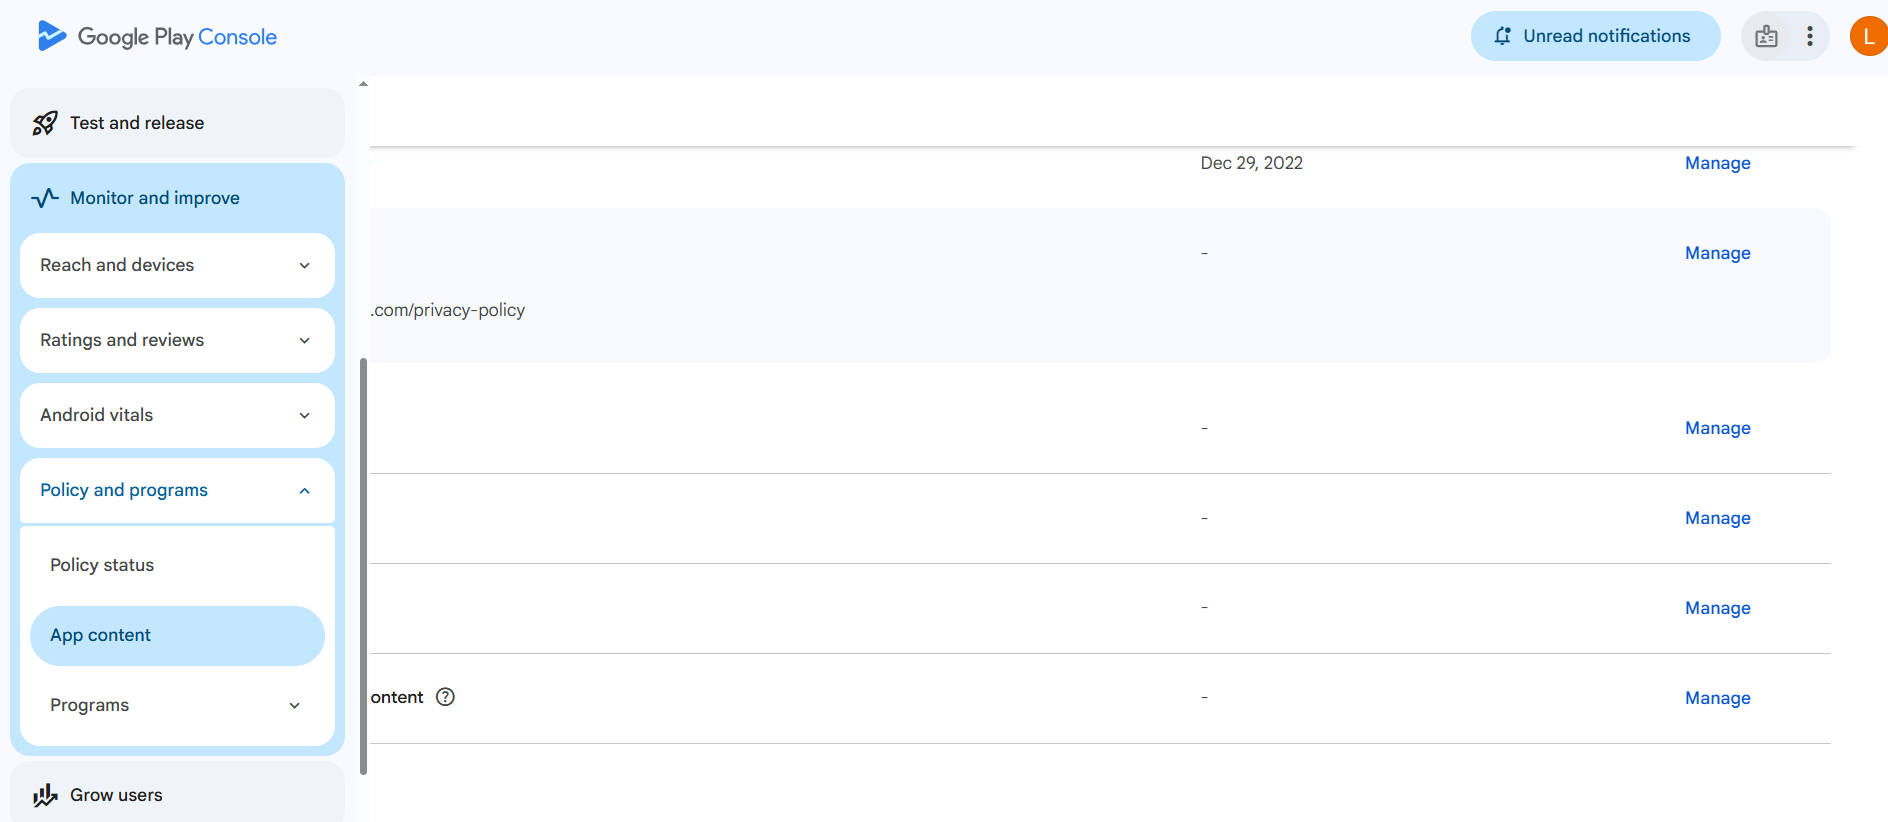 Google Play Console
Unread notifications
L
Test and release
Monitor and improve
Reach and devices
Ratings and reviews
Android vitals
Policy and programs
Policy status
App content
Programs
Grow users
Dec 29, 2022 Manage
- Manage
.com/privacy-policy
- Manage
- Manage
- Manage
ontent ? - Manage